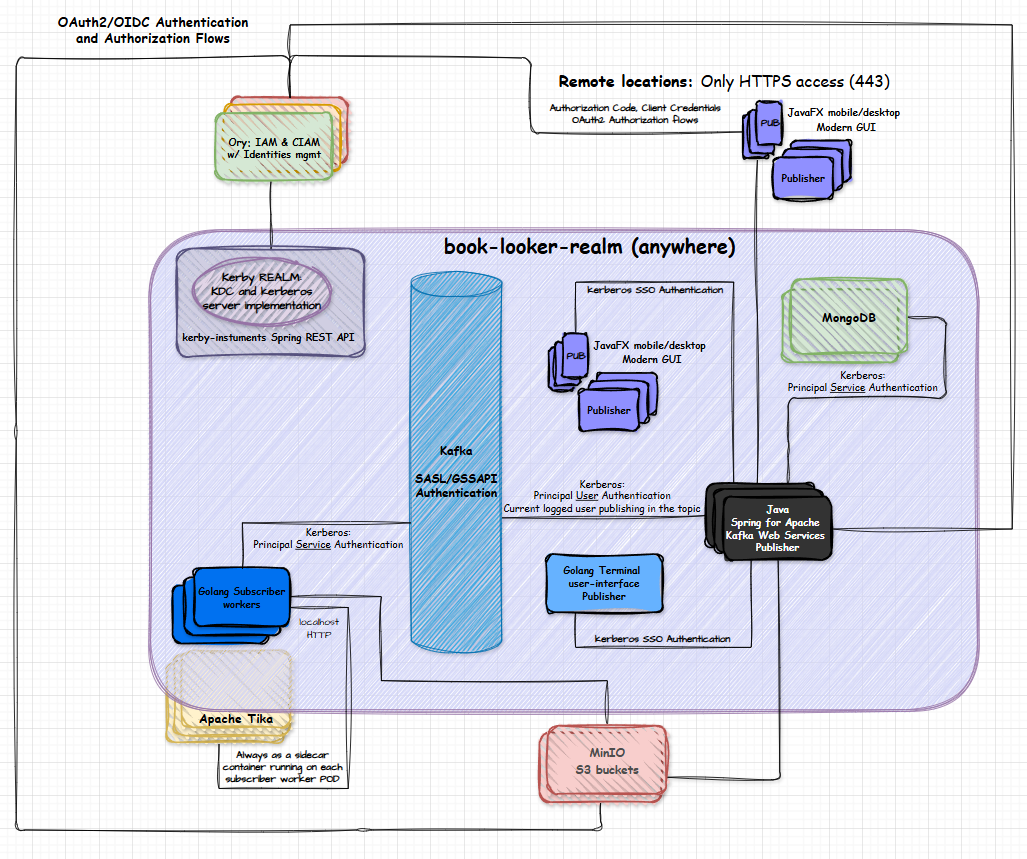 OAuth2/OIDC Authentication
and Authorization Flows
Remote locations: Only HTTPS access (443)
Authorization Code, Client Credentials
OAuth2 Authorization flows
PUB
JavaFX mobile/desktop
Modern GUI
Publisher
Ory: IAM & CIAM
w/ Identities mgmt
book-looker-realm (anywhere)
Kerby REALM:
KDC and Kerberos
server implementation
kerby-instuments Spring REST API
Kerberos SSO Authentication
PUB
JavaFX mobile/desktop
Modern GUI
Publisher
MongoDB
Kerberos:
Principal Service Authentication
Kafka
SASL/GSSAPI
Authentication
Kerberos:
Principal User Authentication
Current logged user publishing in the topic
Java
Spring for Apache
Kafka Web Services
Publisher
Kerberos:
Principal Service Authentication
Golang Subscriber
workers
localhost
HTTP
Golang Terminal
user-interface
Publisher
Kerberos SSO Authentication
Apache Tika
Always as a sidecar
container running on each
subscriber worker POD
MinIO
S3 buckets